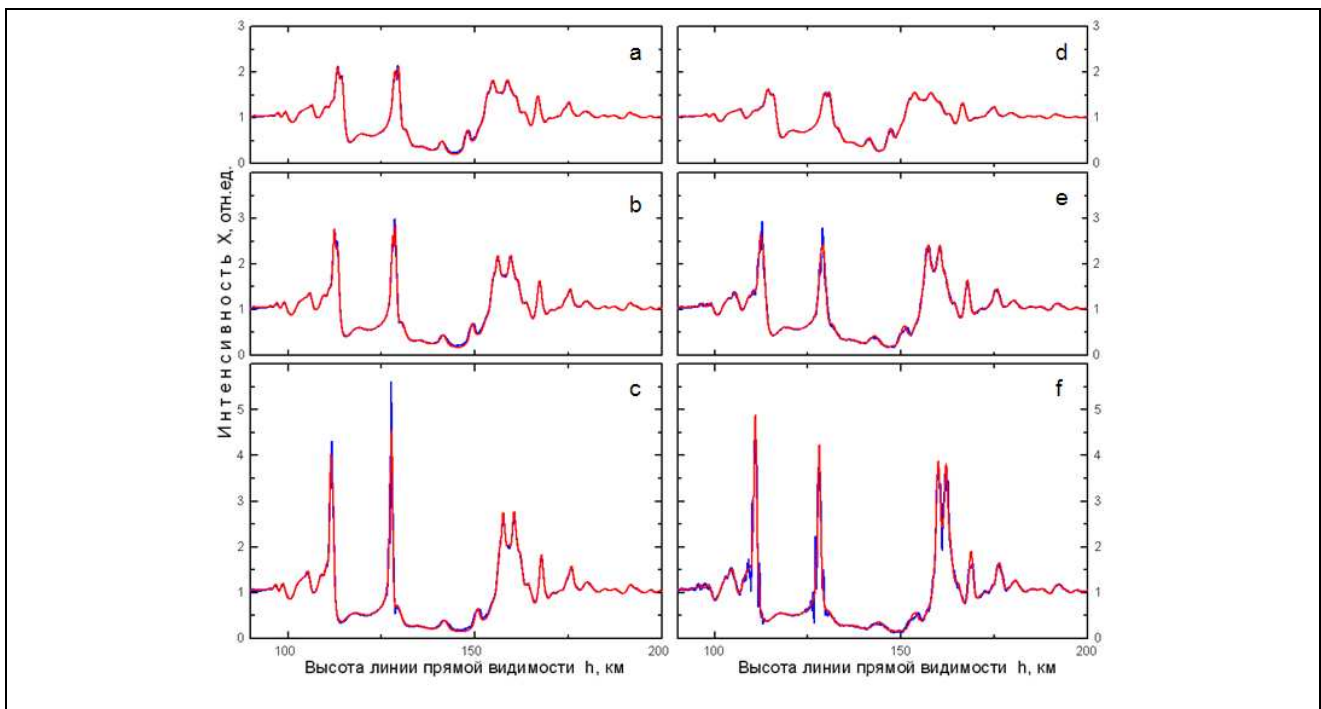 3
a
2
1
0
d
3
2
1
0
b
3
2
1
0
e
3
2
1
0
c
5
4
3
2
1
0
f
5
4
3
2
1
0
Интенсивность X, отн.ед.
100 150 200
100 150 200
Высота линии прямой видимости h, км
Высота линии прямой видимости h, км